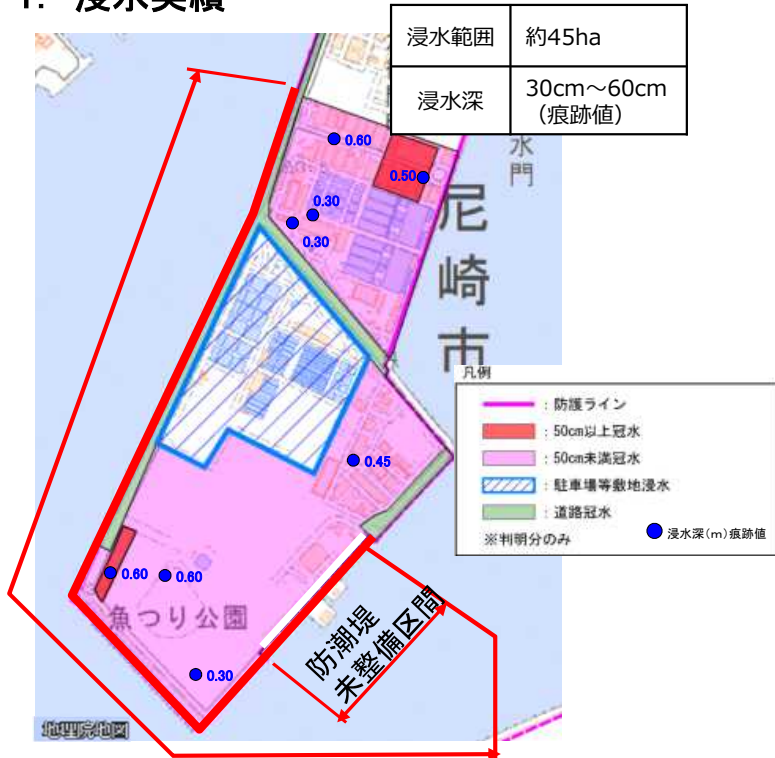 1. 浸水実績
浸水範囲 約45ha
浸水深 30cm～60cm
（痕跡値）
水門
尼崎市
0.60
0.50
0.30
0.30
0.45
0.60
0.60
0.30
魚つり公園
防潮堤
未整備区間
凡例
：防護ライン
：50cm以上冠水
：50cm未満冠水
：駐車場等敷地浸水
：道路冠水
※判明分のみ
浸水深(m)痕跡値
地理院地図